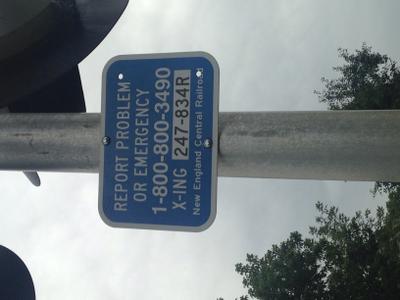 REPORT PROBLEM
OR EMERGENCY
1-800-800-3490
X-ING 247-834R
New England Central Railroad